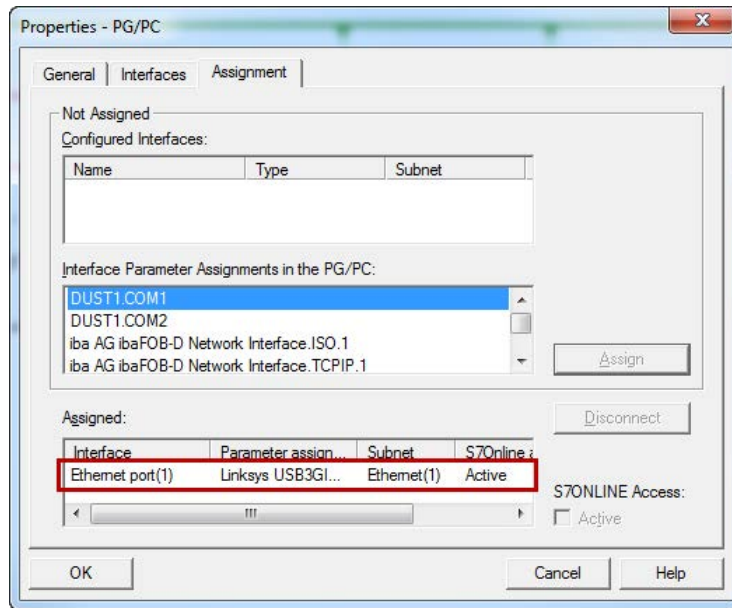 Properties - PG/PC
General Interfaces Assignment
Not Assigned
Configured Interfaces:
Name Type Subnet
Interface Parameter Assignments in the PG/PC:
DUST1.COM1
DUST1.COM2
iba AG ibaFOB-D Network Interface.ISO.1
iba AG ibaFOB-D Network Interface.TCPIP.1
Assign
Assigned:
Disconnect
Interface Parameter assign... Subnet S7Online a
Ethernet port(1) Linksys USB3GI... Ethernet(1) Active
S7ONLINE Access:
Active
OK Cancel Help